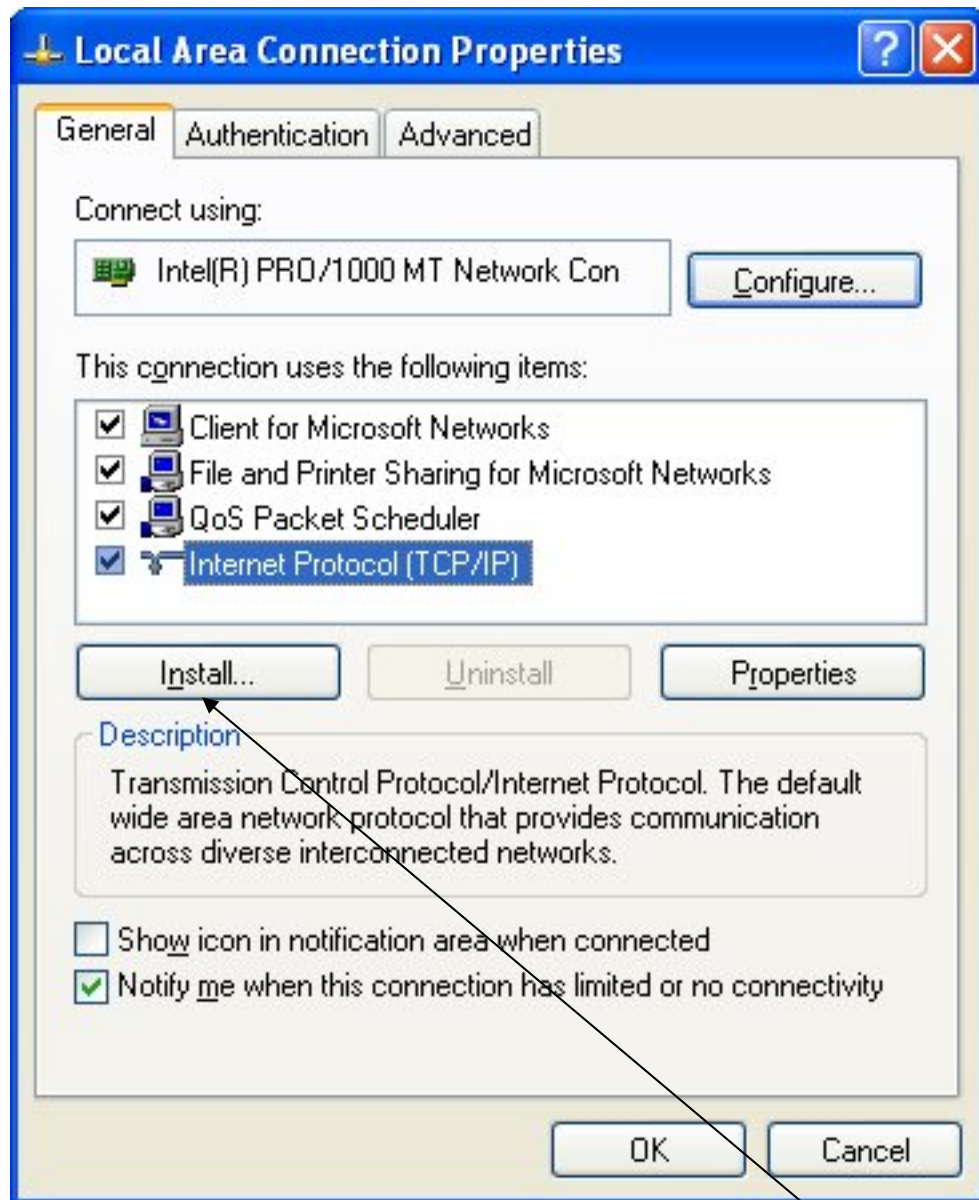 Local Area Connection Properties
General Authentication Advanced
Connect using:
Intel(R) PRO/1000 MT Network Con
Configure...
This connection uses the following items:
Client for Microsoft Networks
File and Printer Sharing for Microsoft Networks
QoS Packet Scheduler
Internet Protocol (TCP/IP)
Install... Uninstall Properties
Description
Transmission Control Protocol/Internet Protocol. The default
wide area network protocol that provides communication
across diverse interconnected networks.
Show icon in notification area when connected
Notify me when this connection has limited or no connectivity
OK Cancel